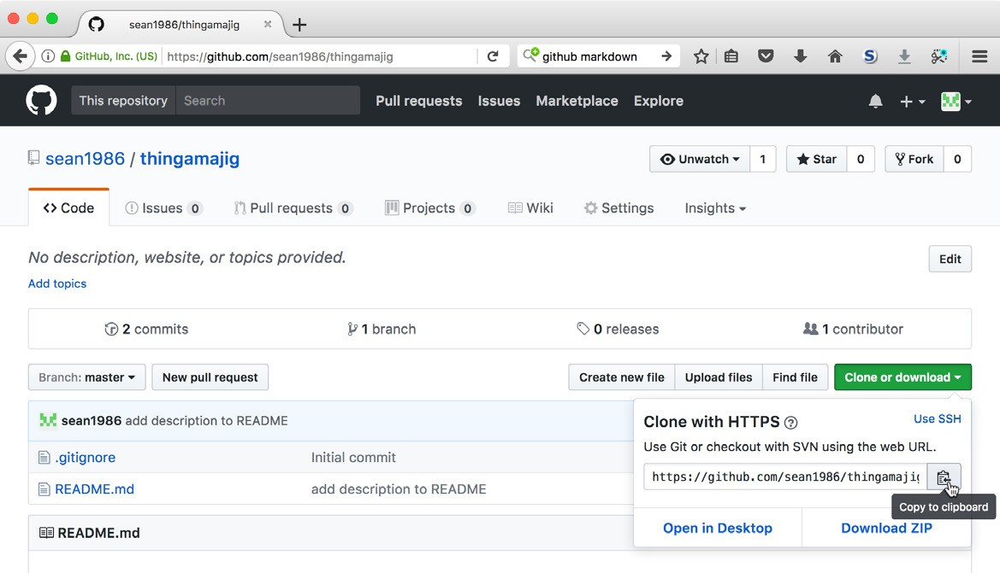 sean1986/thingamajig
GitHub, Inc. (US) https://github.com/sean1986/thingamajig github markdown
This repository Search Pull requests Issues Marketplace Explore
sean1986 / thingamajig Unwatch 1 Star 0 Fork 0
Code Issues 0 Pull requests 0 Projects 0 Wiki Settings Insights
No description, website, or topics provided. Edit
Add topics
2 commits 1 branch 0 releases 1 contributor
Branch: master New pull request Create new file Upload files Find file Clone or download
sean1986 add description to README
.gitignore Initial commit
README.md add description to README
README.md
Clone with HTTPS Use SSH
Use Git or checkout with SVN using the web URL.
https://github.com/sean1986/thingamajig
Copy to clipboard
Open in Desktop Download ZIP